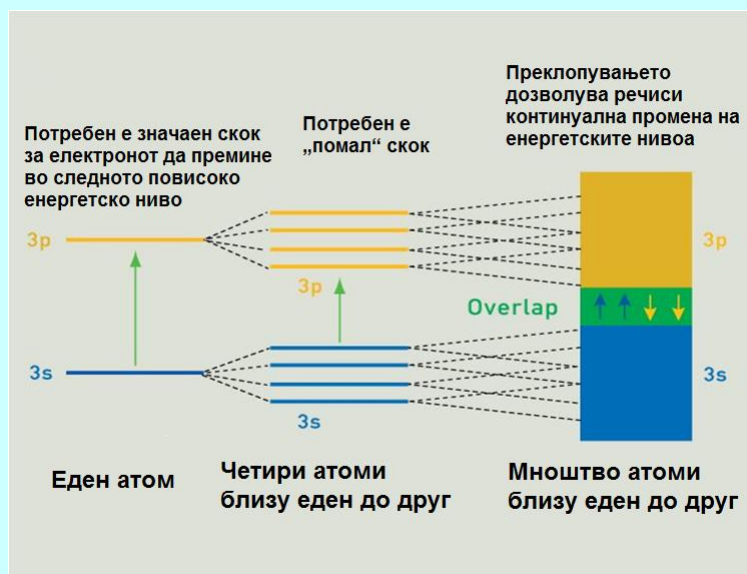 Потребен е значаен скок
за електронот да премине
во следното повисоко
енергетско ниво
Потребен е
„помал“ скок
Преклопувањето
дозволува речиси
континуална промена на
енергетските нивоа
3p
3p
3p
Overlap
3s
3s
3s
Еден атом
Четири атоми
близу еден до друг
Мноштво атоми
близу еден до друг